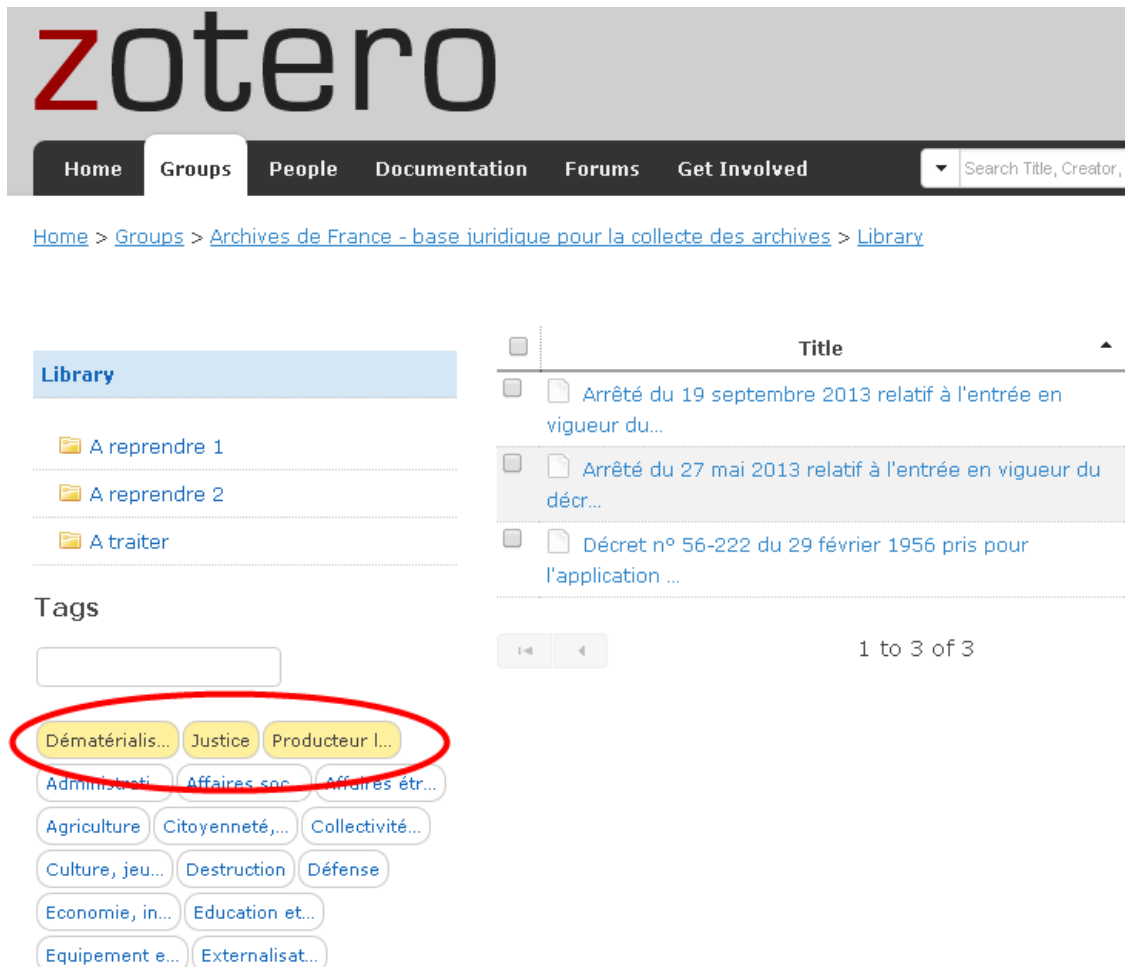 zotero
Home Groups People Documentation Forums Get Involved Search Title, Creator,
Home > Groups > Archives de France - base juridique pour la collecte des archives > Library
Library
A reprendre 1
A reprendre 2
A traiter
Tags
Dématérialis... Justice Producteur l...
Administrati... Affaires soc... Affaires étr...
Agriculture Citoyenneté,... Collectivité...
Culture, jeu... Destruction Défense
Economie, in... Education et...
Equipement e... Externalisat...
Title
Arrêté du 19 septembre 2013 relatif à l'entrée en
vigueur du...
Arrêté du 27 mai 2013 relatif à l'entrée en vigueur du
décr...
Décret nº 56-222 du 29 février 1956 pris pour
l'application ...
1 to 3 of 3